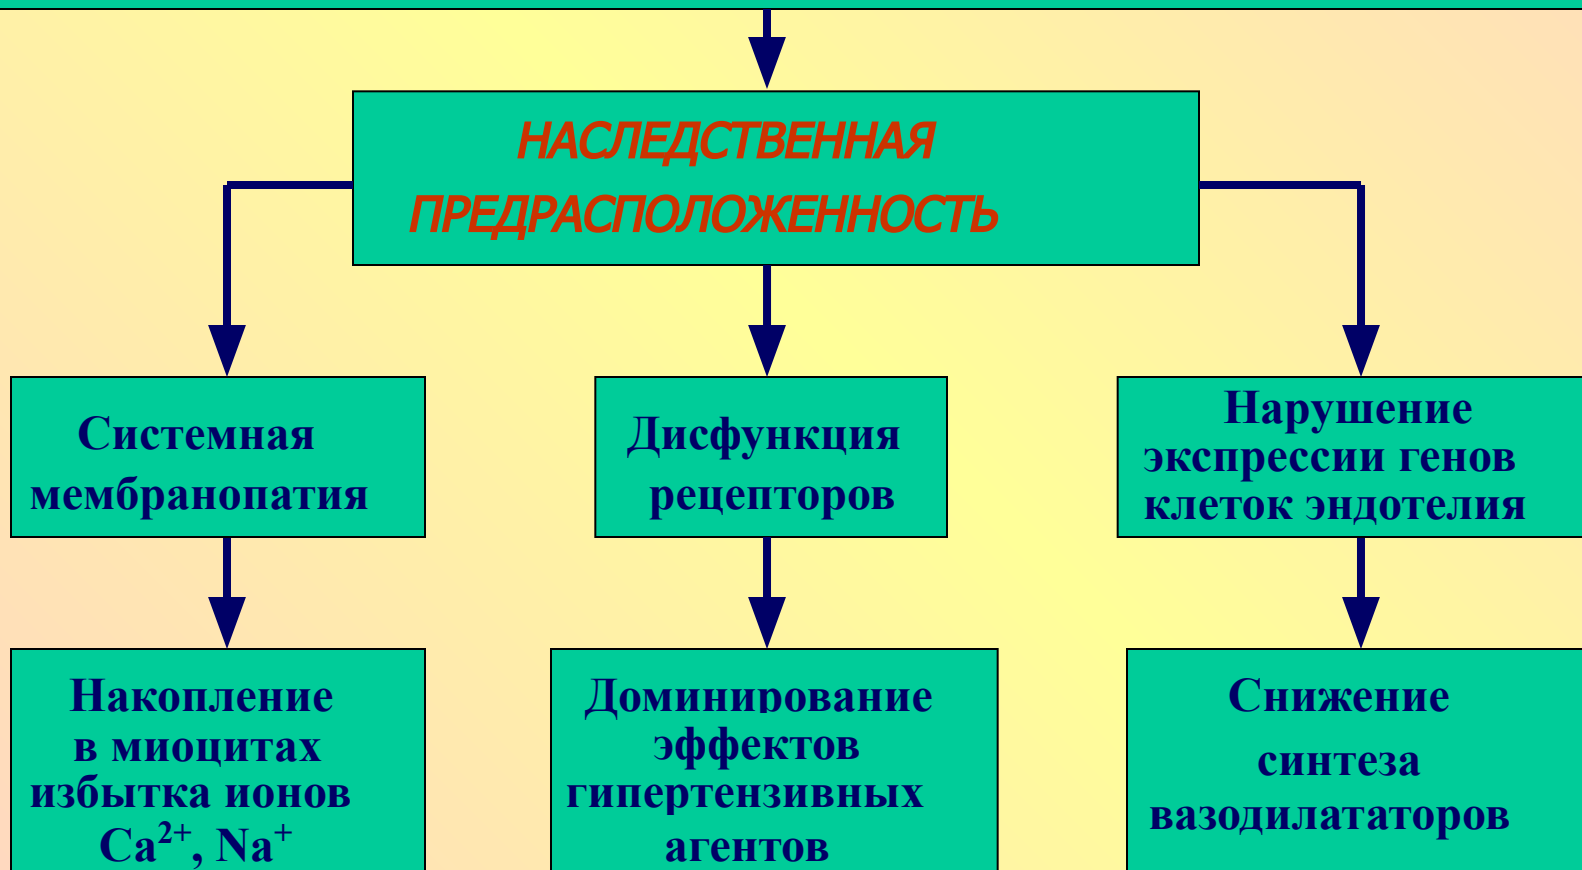 НАСЛЕДСТВЕННАЯ
ПРЕДРАСПОЛОЖЕННОСТЬ
Системная
мембранопатия
Дисфункция
рецепторов
Нарушение
экспрессии генов
клеток эндотелия
Накопление
в миоцитах
избытка ионов
Ca²⁺, Na⁺
Доминирование
эффектов
гипертензивных
агентов
Снижение
синтеза
вазодилататоров